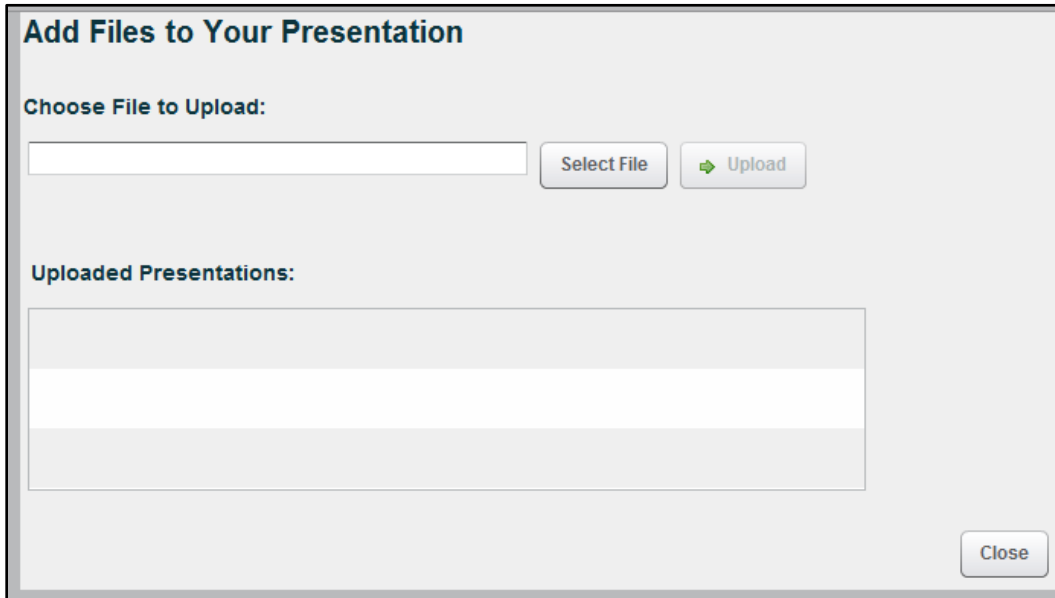 Add Files to Your Presentation
Choose File to Upload:
Select File
Upload
Uploaded Presentations:
Close